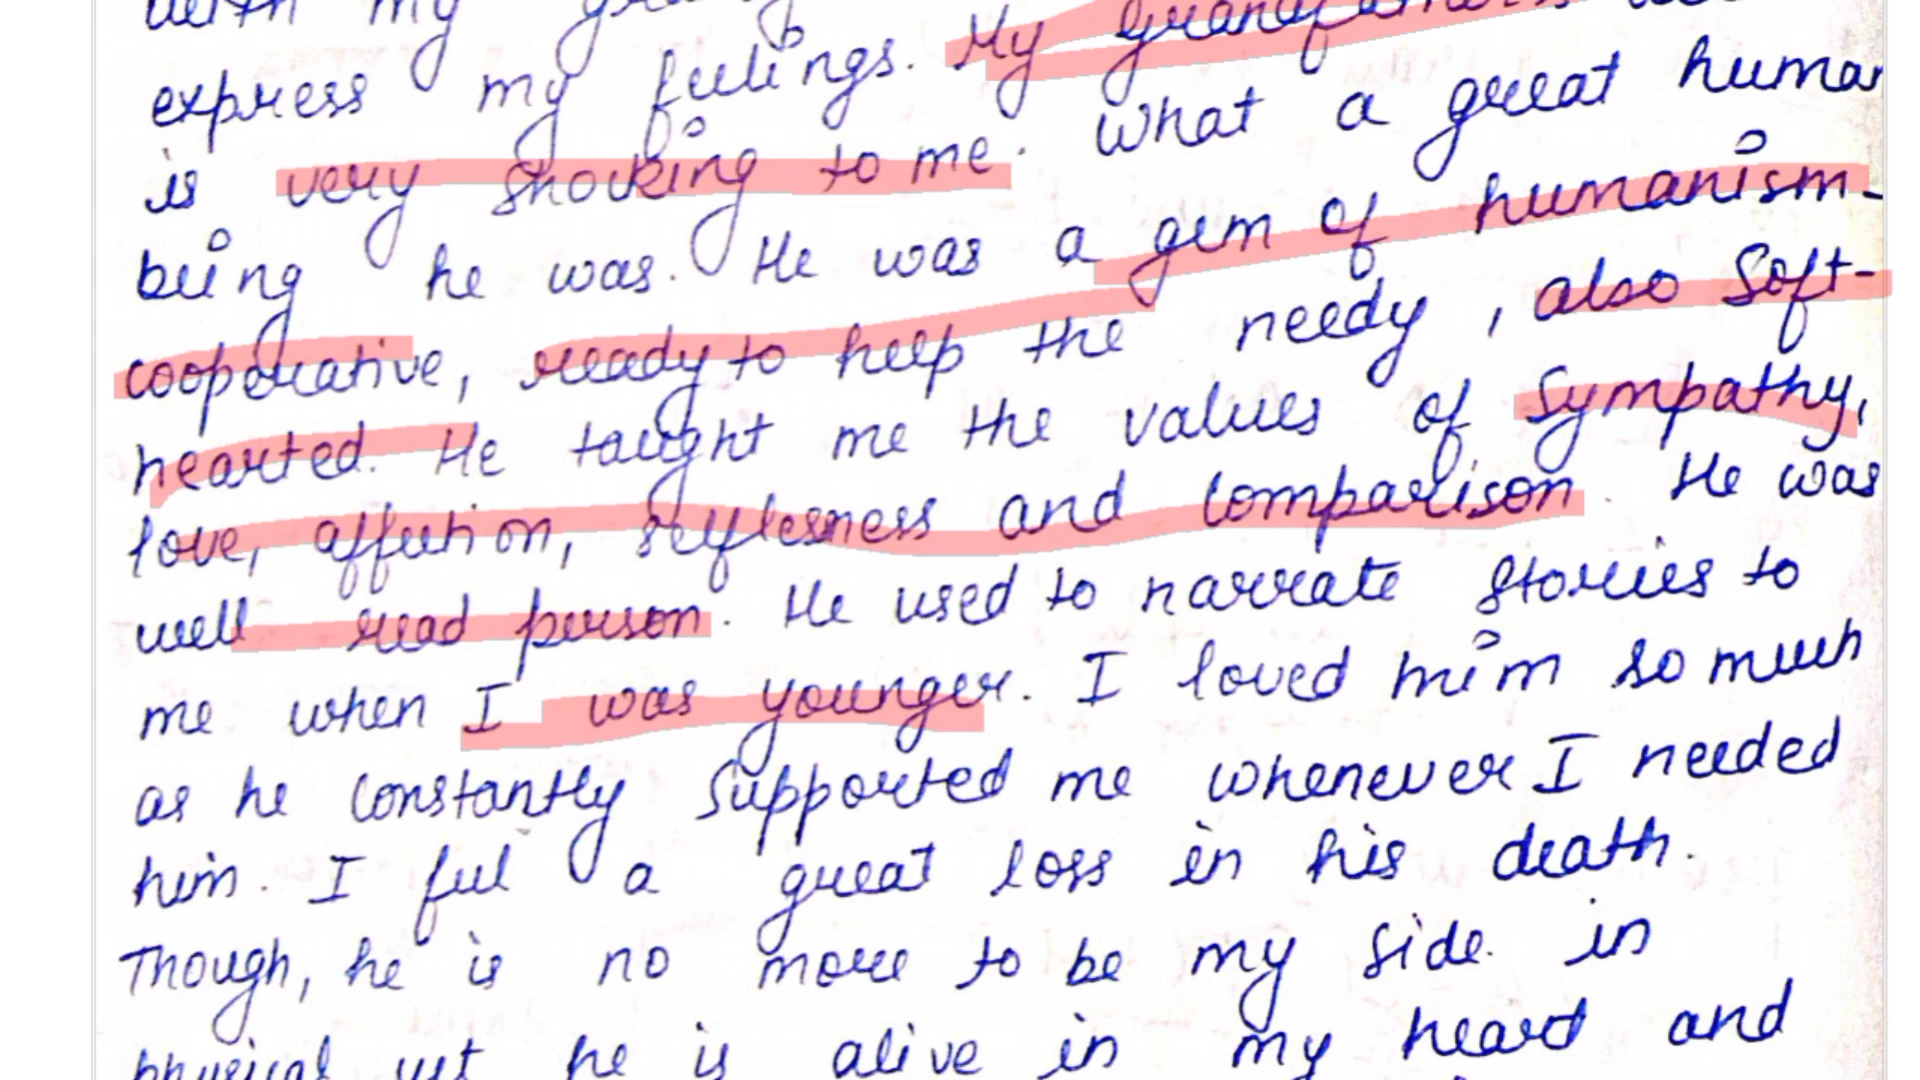 with my
express my feelings. My grandfather's
is very shocking to me. What a great human
being he was. He was a gem of humanism-
cooperative, ready to help the needy, also Soft-
hearted. He taught me the values of Sympathy,
love, affection, selflessness and Comparison. He was
well read person. He used to narrate stories to
me when I was younger. I loved him so much
as he constantly supported me whenever I needed
him. I feel a great loss in his death.
Though, he is no more to be my side in
physical yet he is alive in my heart and